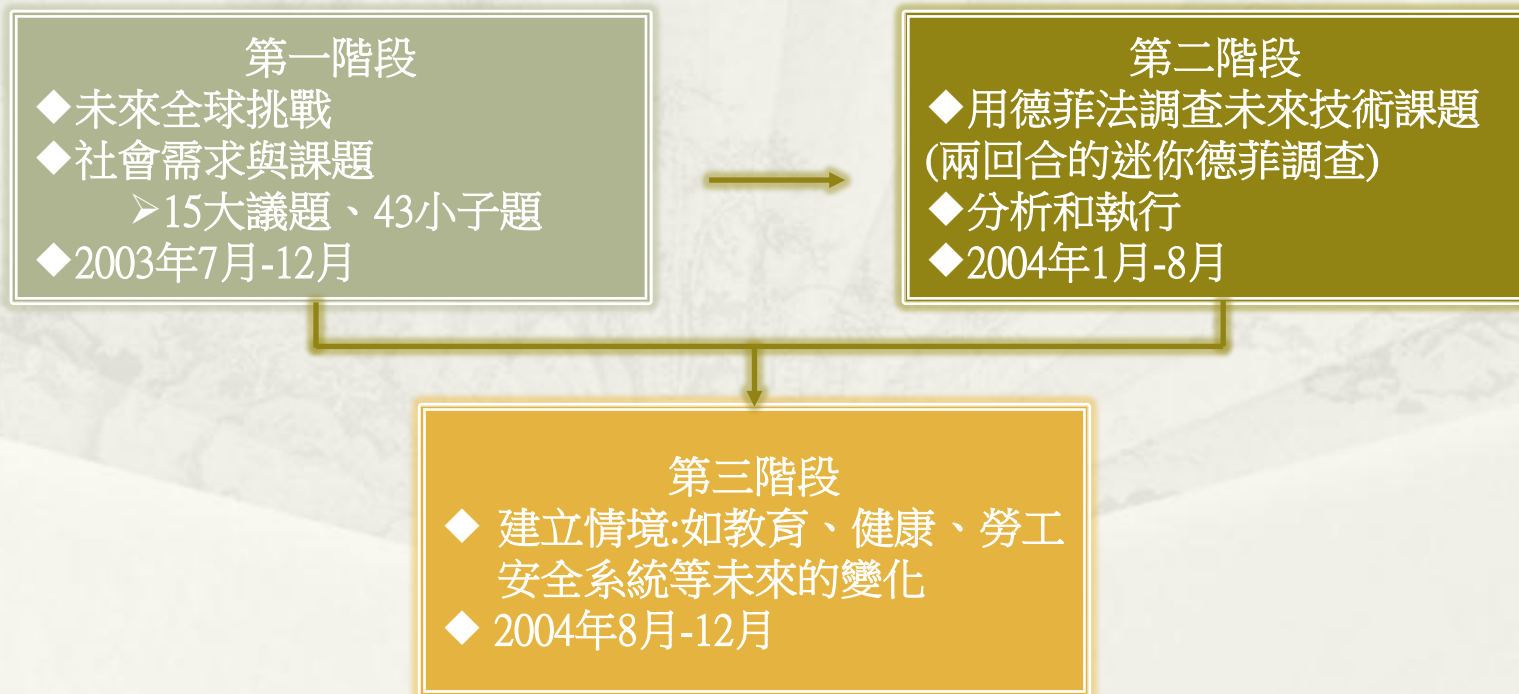 第一階段
◆未來全球挑戰
◆社會需求與課題
➢15大議題、43小子題
◆2003年7月-12月
第二階段
◆用德菲法調查未來技術課題
(兩回合的迷你德菲調查)
◆分析和執行
◆2004年1月-8月
第三階段
◆ 建立情境:如教育、健康、勞工
安全系統等未來的變化
◆ 2004年8月-12月